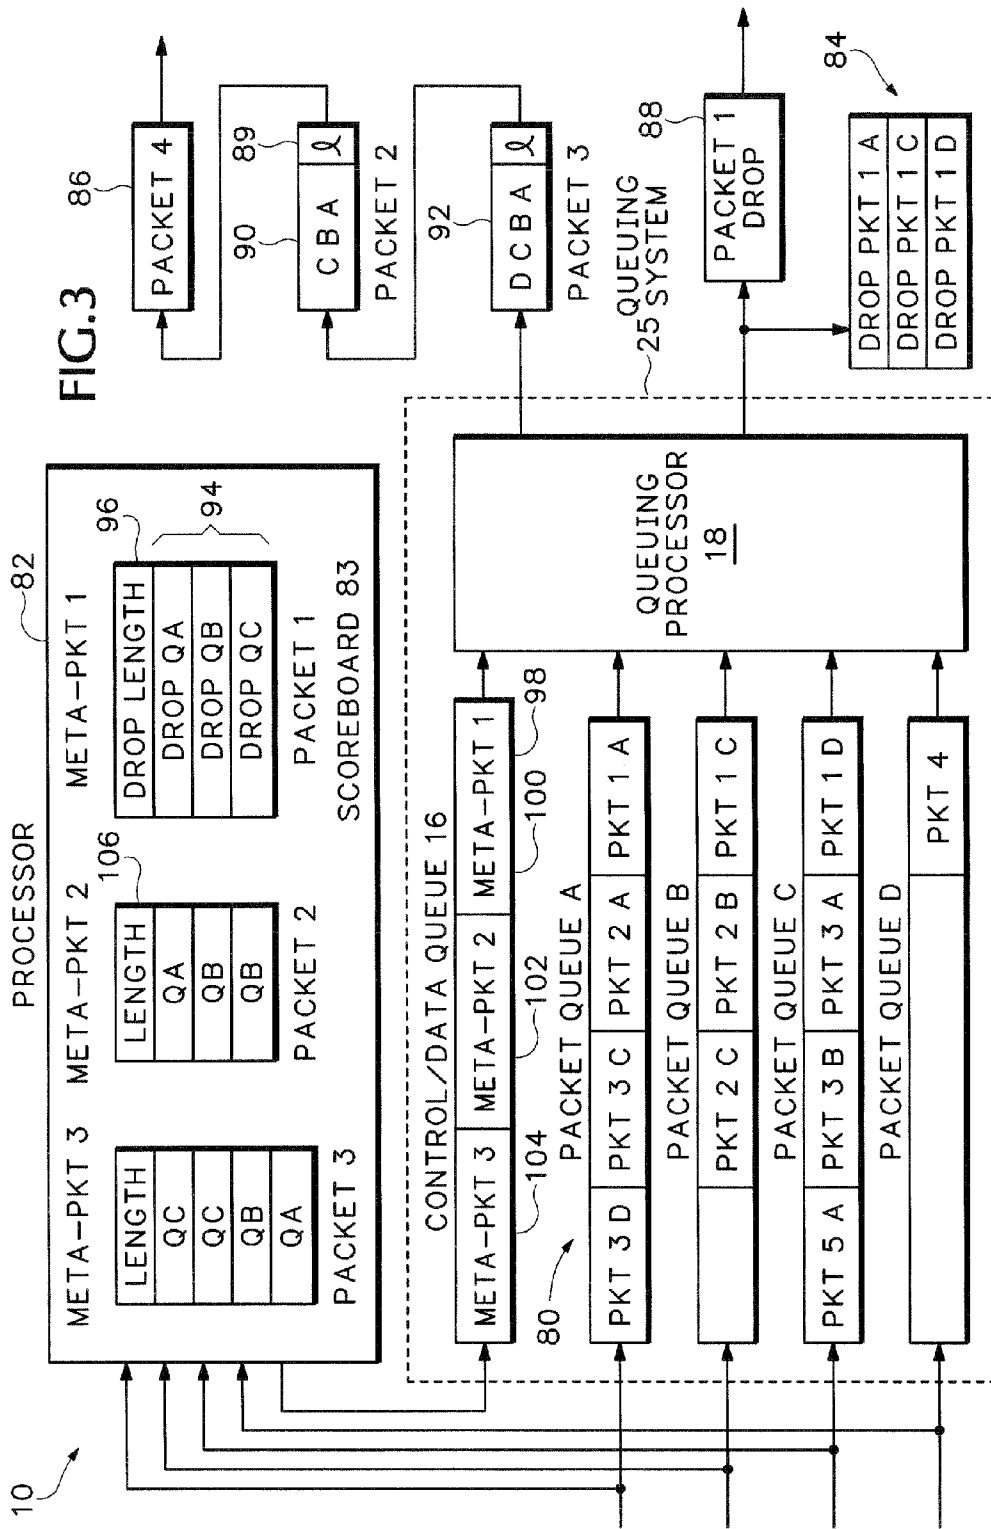 10
PROCESSOR
82
META-PKT 3
META-PKT 2
META-PKT 1
LENGTH
QC
QC
QB
QA
PACKET 3
106
LENGTH
QA
QB
QB
PACKET 2
96
94
DROP LENGTH
DROP QA
DROP QB
DROP QC
PACKET 1
SCOREBOARD 83
FIG.3
86
PACKET 4
90
89
C B A
ℓ
PACKET 2
92
D C B A
ℓ
PACKET 3
CONTROL/DATA QUEUE 16
META-PKT 3
META-PKT 2
META-PKT 1
104
102
100
98
80
PACKET QUEUE A
PKT 3 D
PKT 3 C
PKT 2 A
PKT 1 A
PACKET QUEUE B
PKT 2 C
PKT 2 B
PKT 1 C
PACKET QUEUE C
PKT 5 A
PKT 3 B
PKT 3 A
PKT 1 D
PACKET QUEUE D
PKT 4
QUEUING
PROCESSOR
18
25
QUEUING
SYSTEM
88
PACKET 1
DROP
84
DROP PKT 1 A
DROP PKT 1 C
DROP PKT 1 D